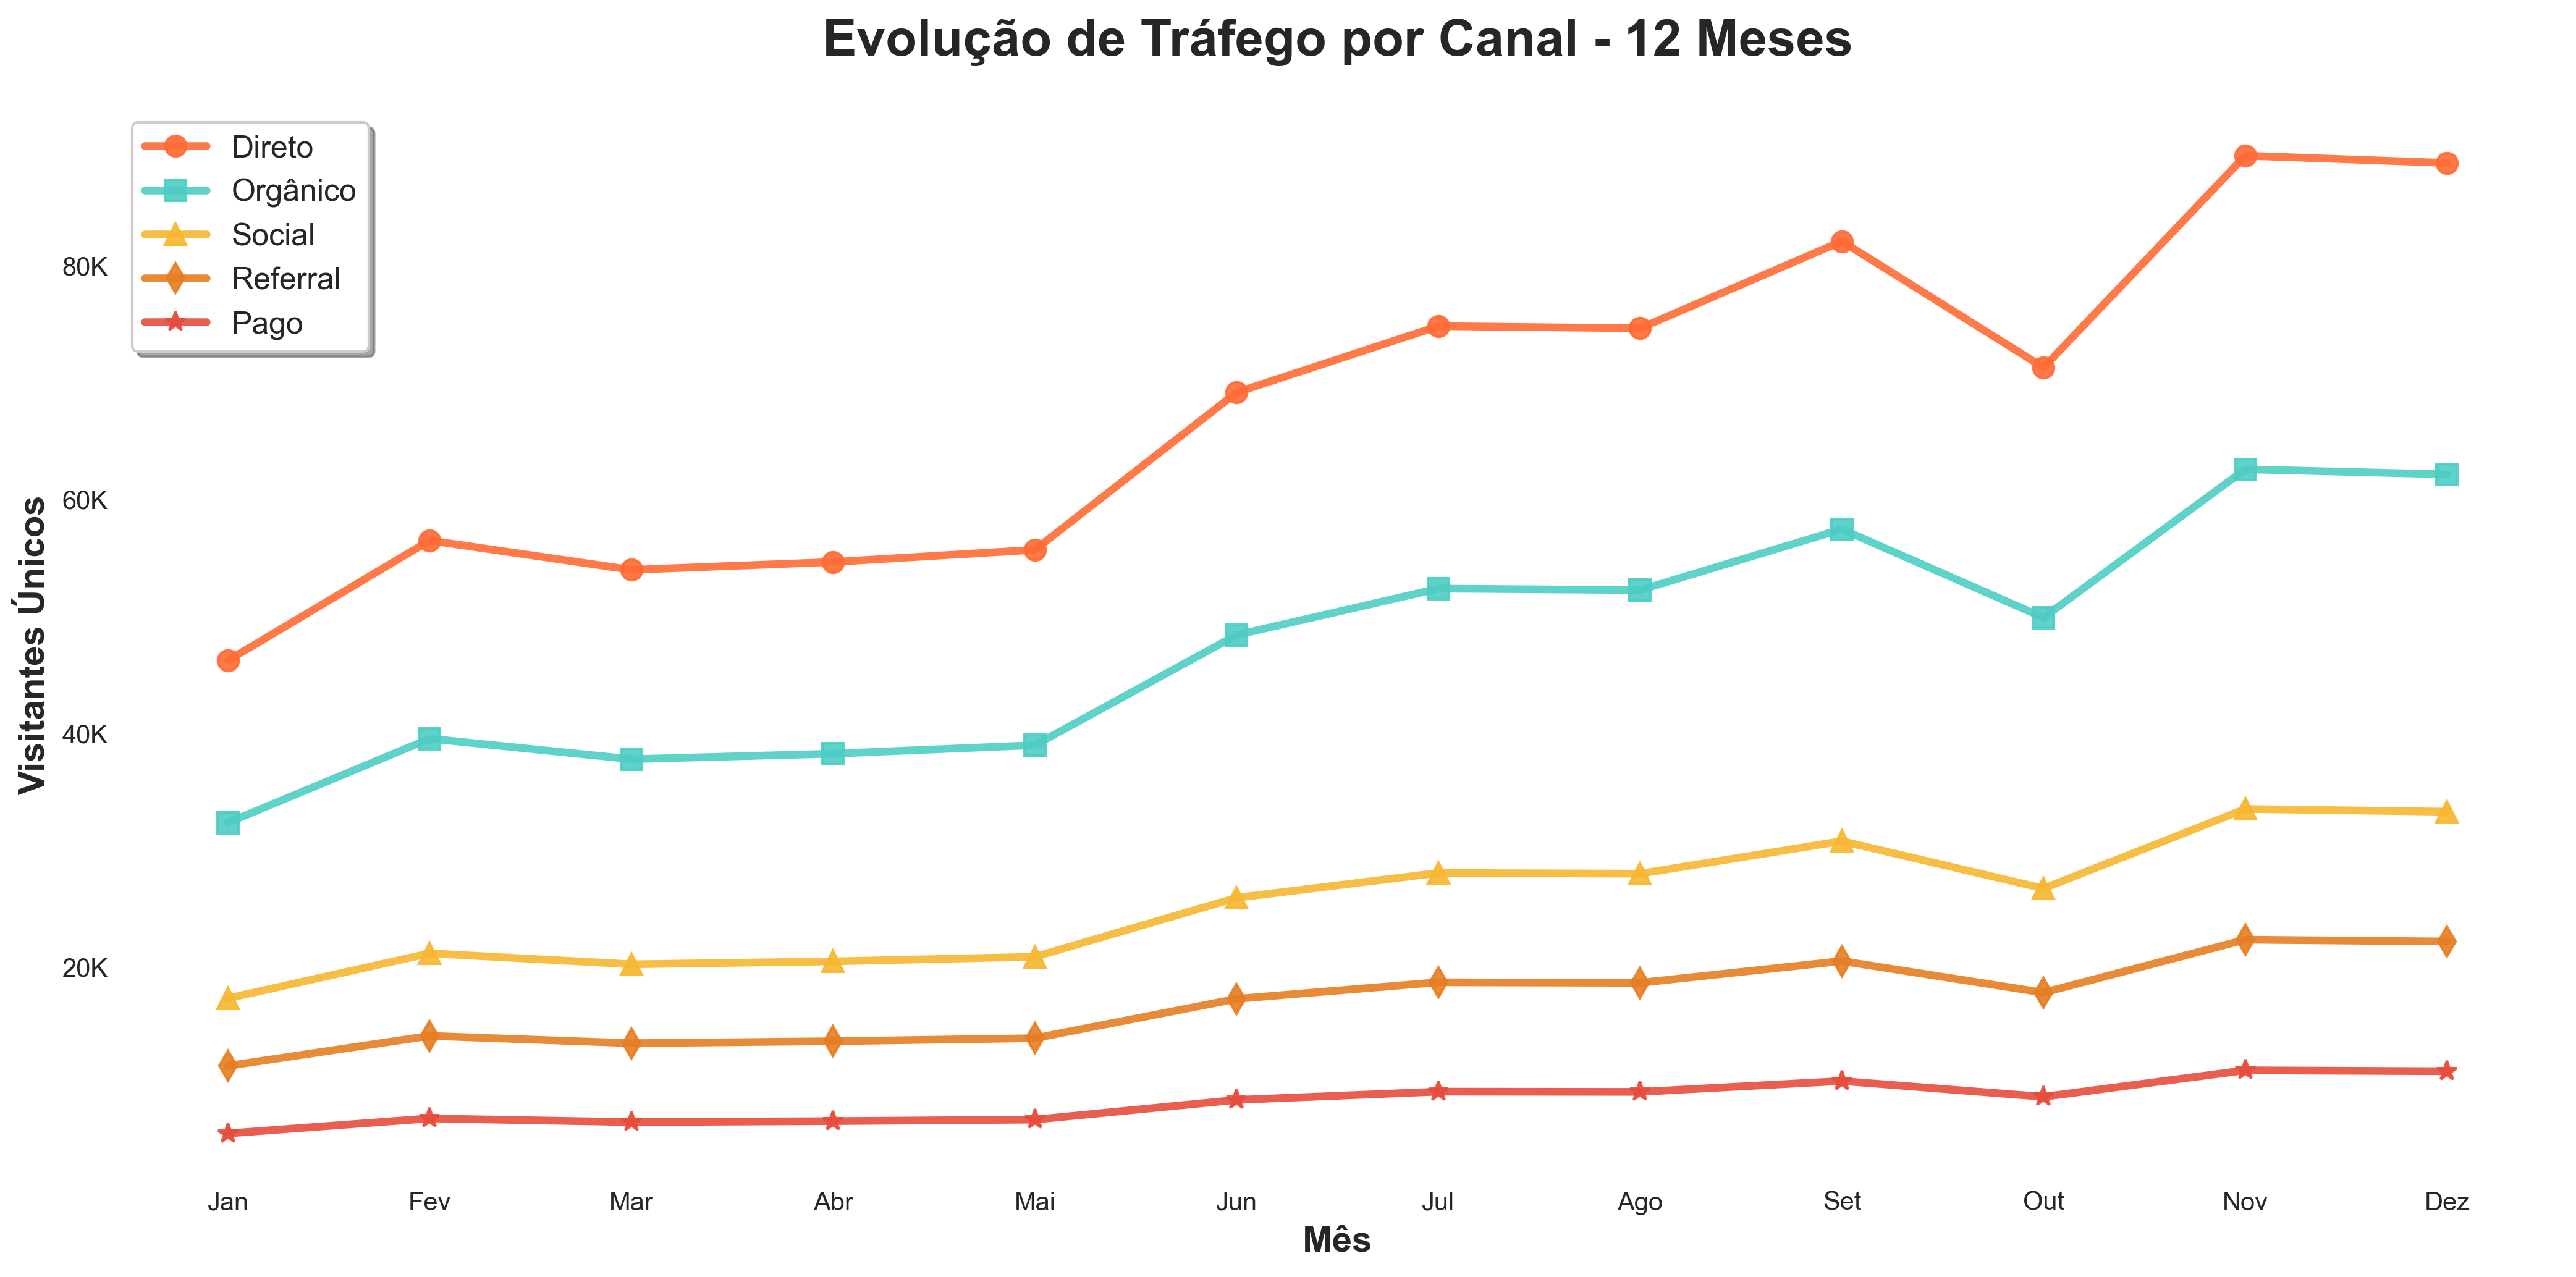 Evolução de Tráfego por Canal - 12 Meses
Direto
Orgânico
Social
Referral
Pago
Visitantes Únicos
80K
60K
40K
20K
Jan Fev Mar Abr Mai Jun Jul Ago Set Out Nov Dez
Mês